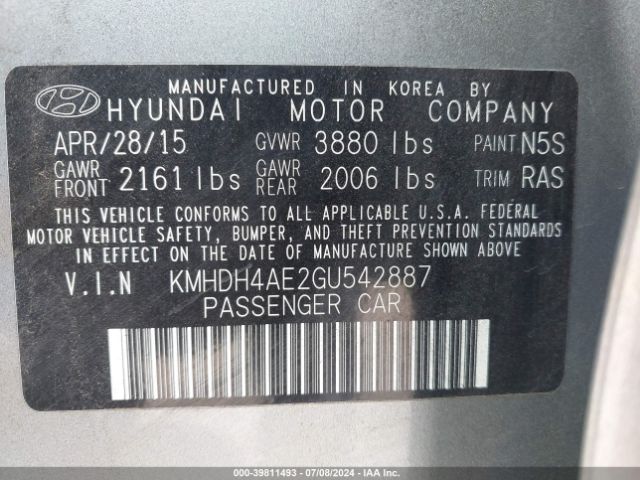 MANUFACTURED IN KOREA BY
HYUNDAI MOTOR COMPANY
APR/28/15 GVWR 3880 lbs PAINT N5S
GAWR FRONT 2161 lbs GAWR REAR 2006 lbs TRIM RAS
THIS VEHICLE CONFORMS TO ALL APPLICABLE U.S.A. FEDERAL
MOTOR VEHICLE SAFETY, BUMPER, AND THEFT PREVENTION STANDARDS
IN EFFECT ON THE DATE OF MANUFACTURE SHOWN ABOVE
V.I.N KMHDH4AE2GU542887
PASSENGER CAR
000-39811493 - 07/08/2024 - IAA Inc.